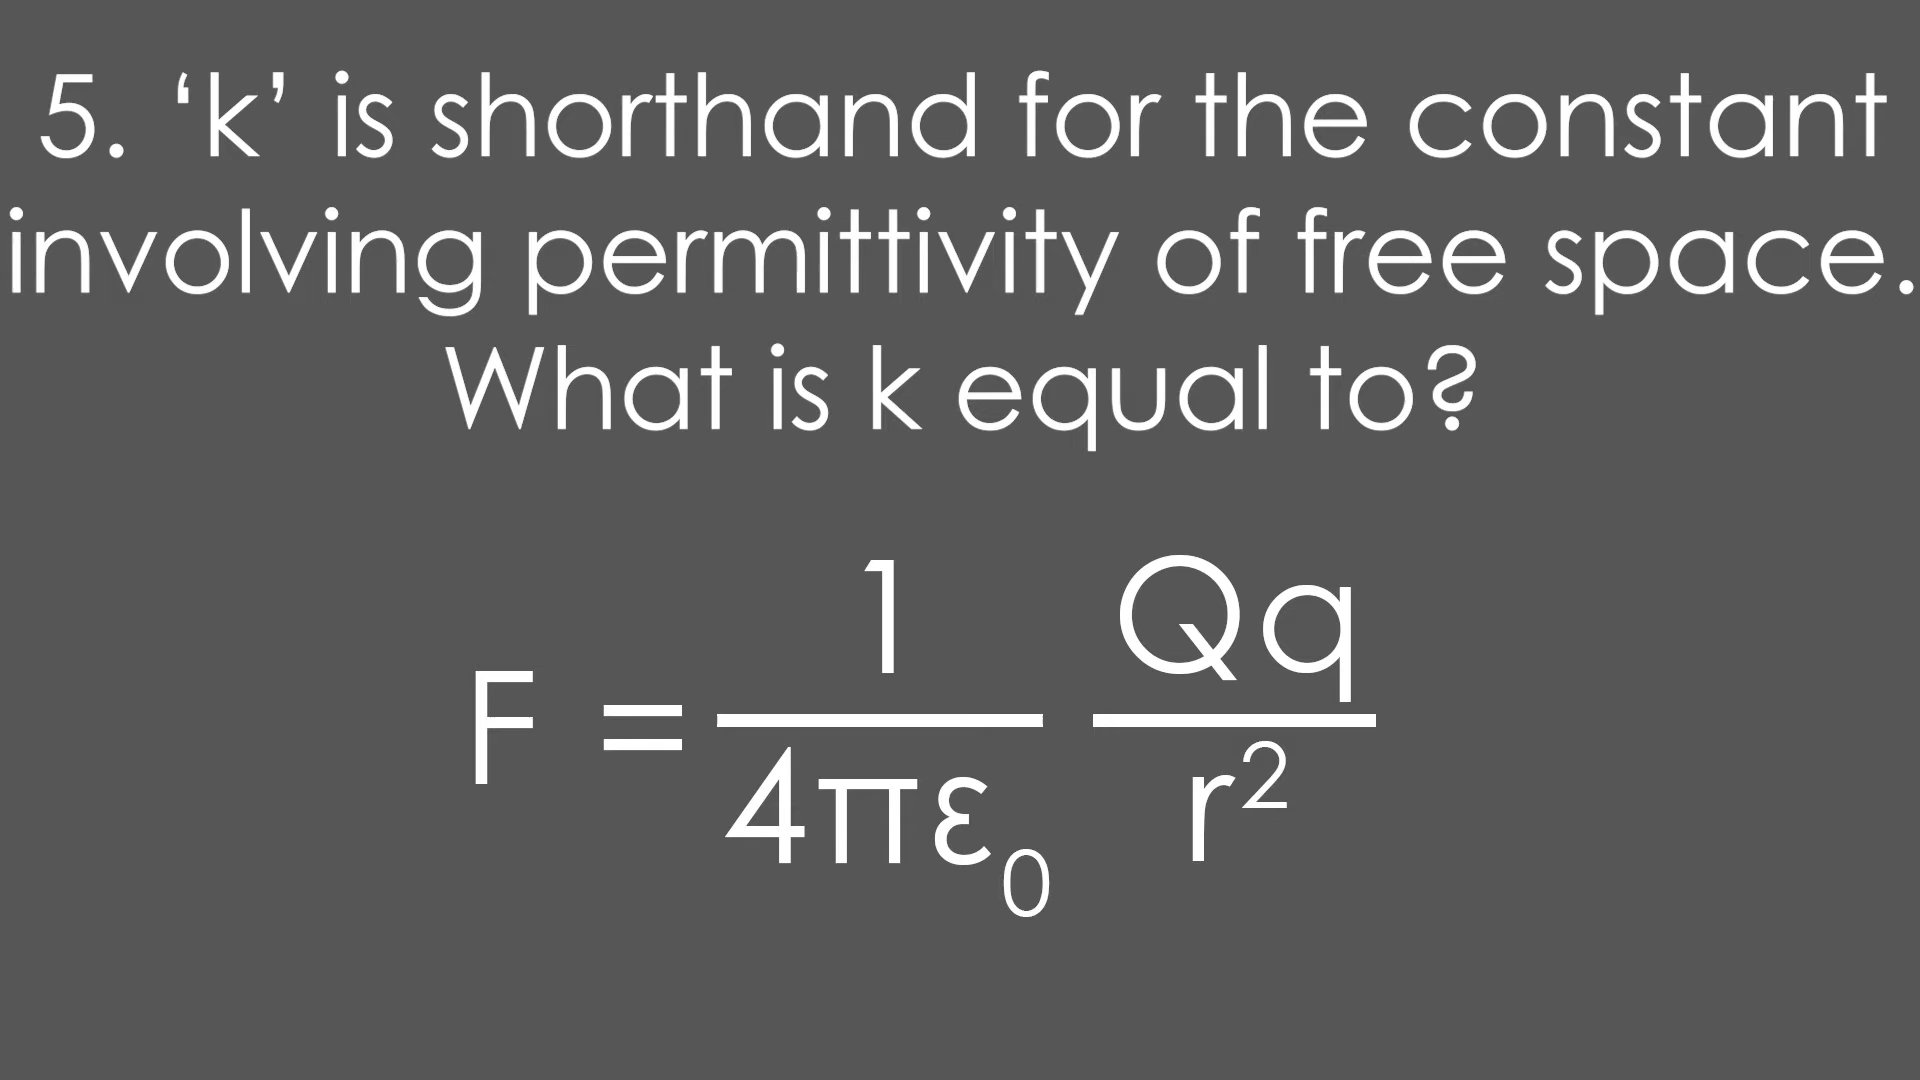 5. ‘k’ is shorthand for the constant
involving permittivity of free space.
What is k equal to?
F = 1/4πε₀ Qq/r²